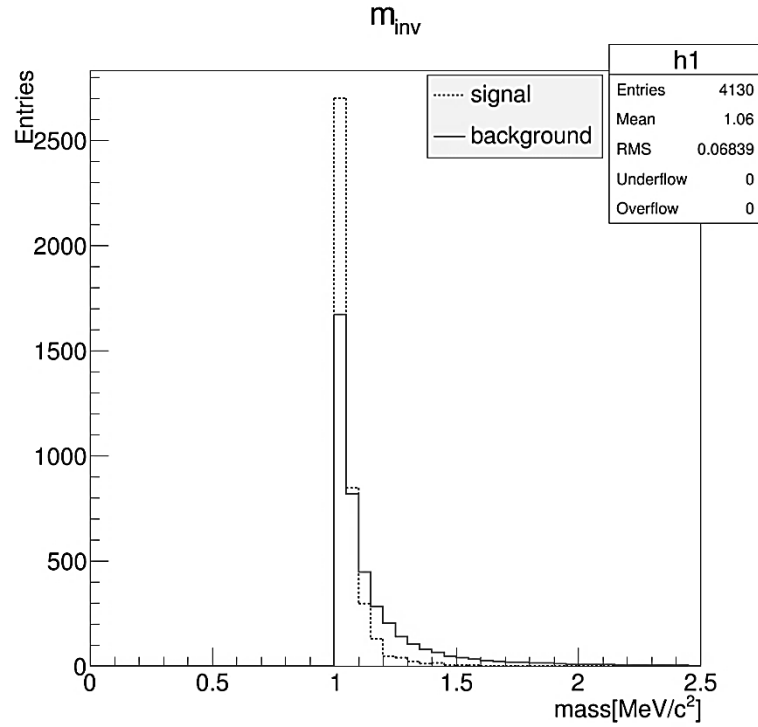 m_inv
h1
Entries 4130
Mean 1.06
RMS 0.06839
Underflow 0
Overflow 0
signal
background
Entries
2500
2000
1500
1000
500
0
0 0.5 1 1.5 2 2.5
mass[MeV/c²]